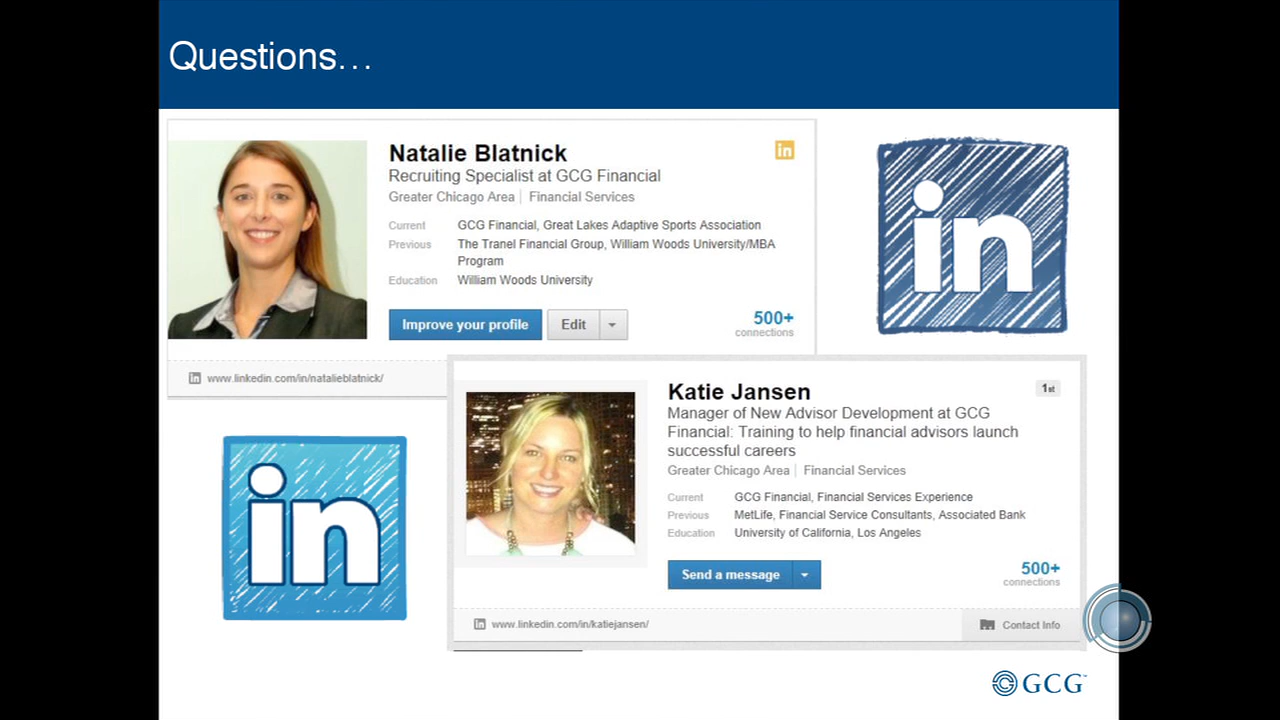 Questions...
Natalie Blatnick
in
Recruiting Specialist at GCG Financial
Greater Chicago Area | Financial Services
Current GCG Financial, Great Lakes Adaptive Sports Association
Previous The Tranel Financial Group, William Woods University/MBA
Program
Education William Woods University
Improve your profile Edit
500+
connections
in www.linkedin.com/in/natalieblatnick/
in
Katie Jansen
1st
Manager of New Advisor Development at GCG
Financial: Training to help financial advisors launch
successful careers
Greater Chicago Area | Financial Services
Current GCG Financial, Financial Services Experience
Previous MetLife, Financial Service Consultants, Associated Bank
Education University of California, Los Angeles
Send a message
500+
connections
in www.linkedin.com/in/katiejansen/
Contact Info
in
GCG